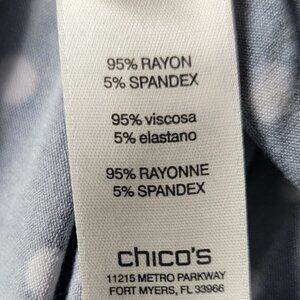 95% RAYON
5% SPANDEX
95% viscosa
5% elastano
95% RAYONNE
5% SPANDEX
chico's
11215 METRO PARKWAY
FORT MYERS, FL 33966